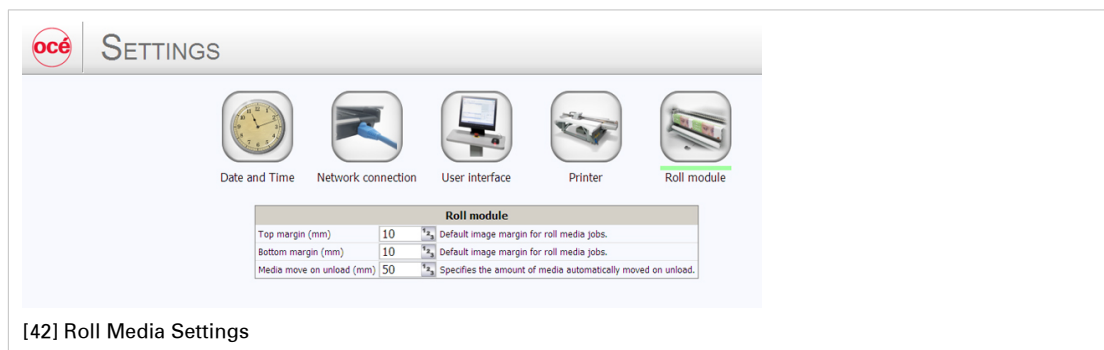 océ
SETTINGS
Date and Time
Network connection
User interface
Printer
Roll module
Roll module
Top margin (mm) 10 Default image margin for roll media jobs.
Bottom margin (mm) 10 Default image margin for roll media jobs.
Media move on unload (mm) 50 Specifies the amount of media automatically moved on unload.
[42] Roll Media Settings